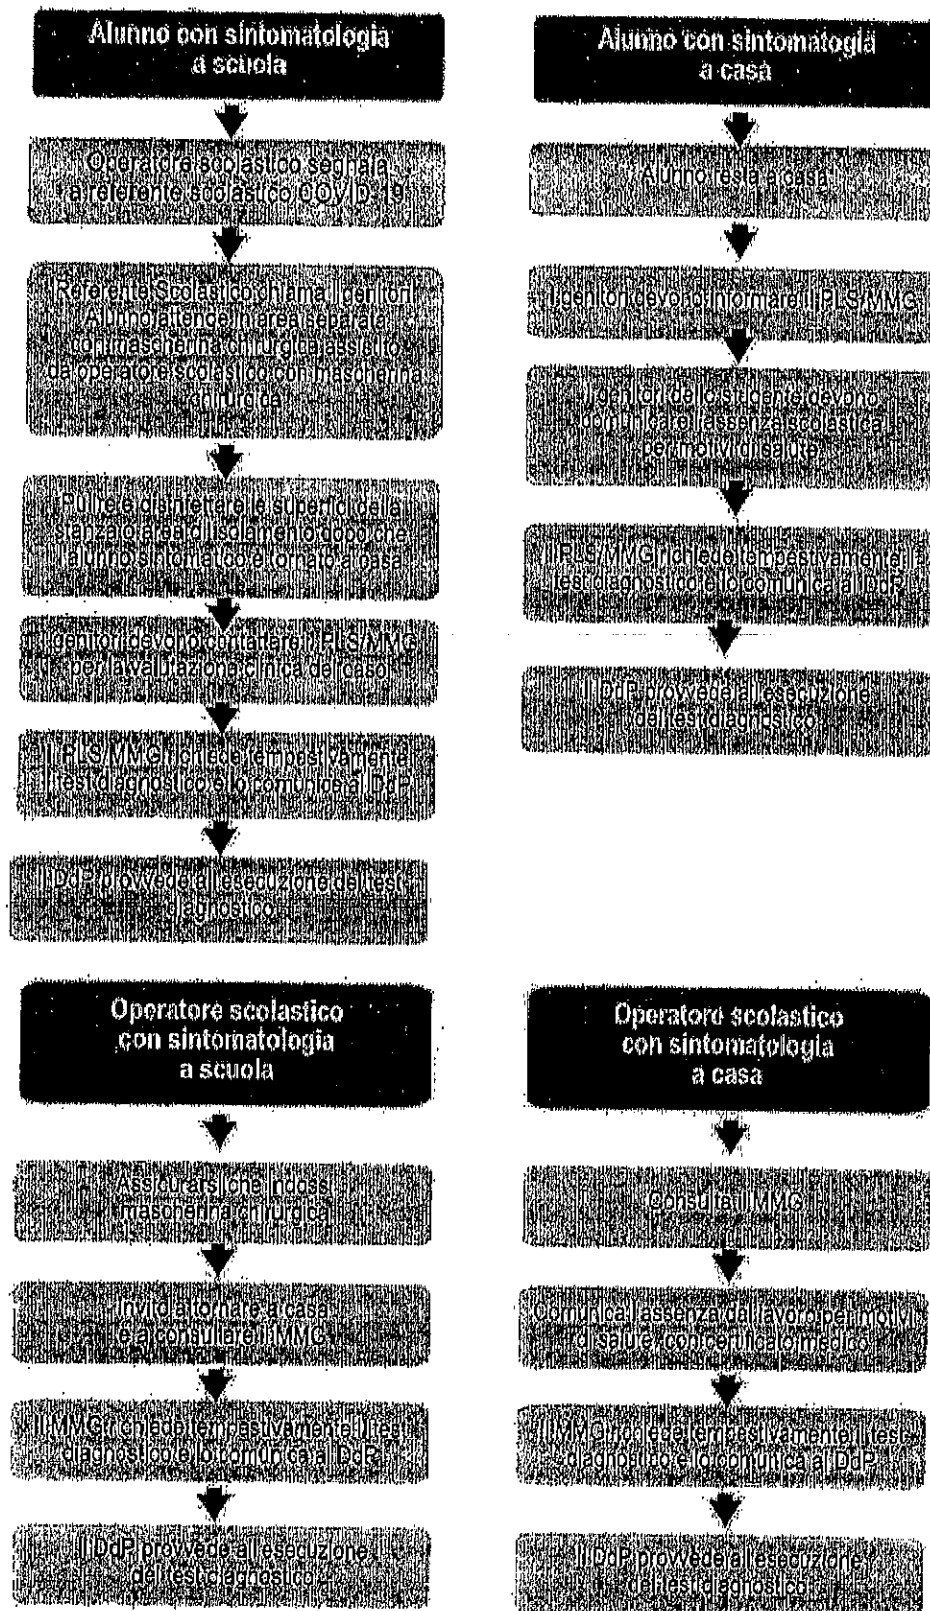 Alunno con sintomatologia
a scuola
Operatore scolastico segnala
a referente scolastico COVID-19
Referente Scolastico chiama i genitori
Alunno attende in area separata
con mascherina chirurgica assistito
da operatore scolastico con mascherina
chirurgica
Pulire e disinfettare le superfici della
stanza o area di isolamento dopo che
l'alunno sintomatico è tornato a casa
I genitori devono contattare il PLS/MMG
per la valutazione clinica del caso
Il PLS/MMG richiede tempestivamente
il test diagnostico e lo comunica al DdP
Il DdP provvede all'esecuzione del test
diagnostico
Alunno con sintomatogia
a casa
Alunno resta a casa
I genitori devono informare il PLS/MMG
I genitori dello studente devono
comunicare l'assenza scolastica
per motivi di salute
Il PLS/MMG richiede tempestivamente il
test diagnostico e lo comunica al DdP
Il DdP provvede all'esecuzione
del test diagnostico
Operatore scolastico
con sintomatologia
a scuola
Assicurarsi che indossi
mascherina chirurgica
Invito a tornare a casa
e a consultare il MMG
Il MMG richiede tempestivamente il test
diagnostico e lo comunica al DdP
Il DdP provvede all'esecuzione
del test diagnostico
Operatore scolastico
con sintomatologia
a casa
Consulta il MMG
Comunica l'assenza dal lavoro per motivi
di salute, con certificato medico
Il MMG richiede tempestivamente il test
diagnostico e lo comunica al DdP
Il DdP provvede all'esecuzione
del test diagnostico